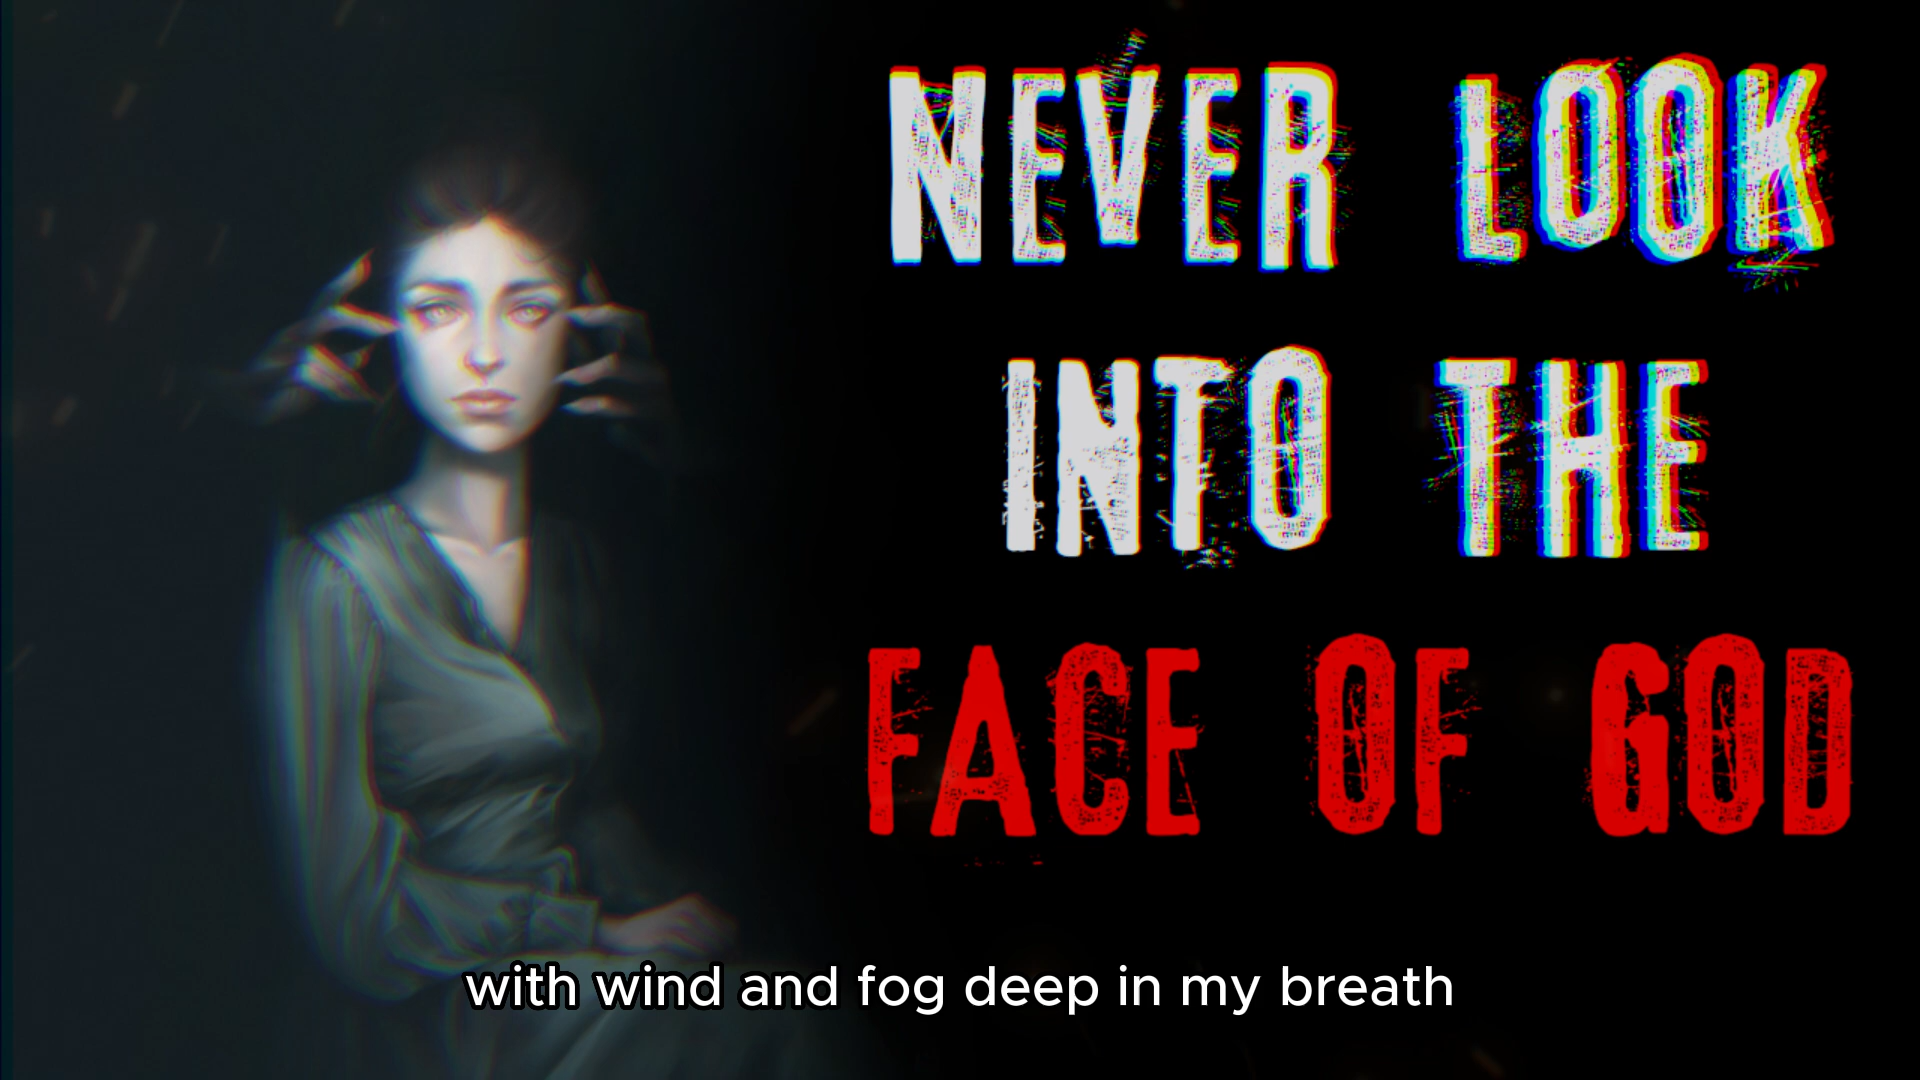 NEVER LOOK
INTO THE
FACE OF GOD
with wind and fog deep in my breath